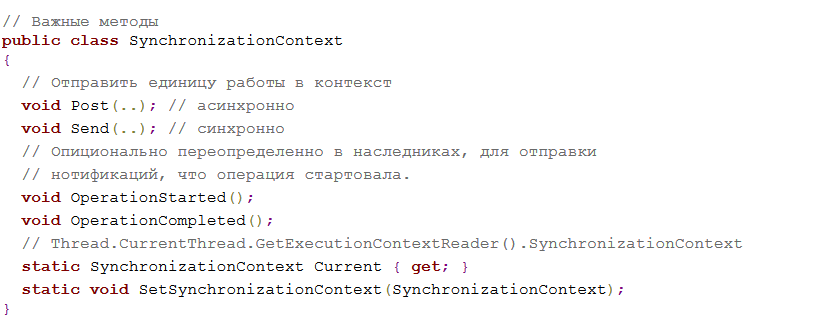 // Важные методы
public class SynchronizationContext
{
// Отправить единицу работы в контекст
void Post(..); // асинхронно
void Send(..); // синхронно
// Опиционально переопределенно в наследниках, для отправки
// нотификаций, что операция стартовала.
void OperationStarted();
void OperationCompleted();
// Thread.CurrentThread.GetExecutionContextReader().SynchronizationContext
static SynchronizationContext Current { get; }
static void SetSynchronizationContext(SynchronizationContext);
}